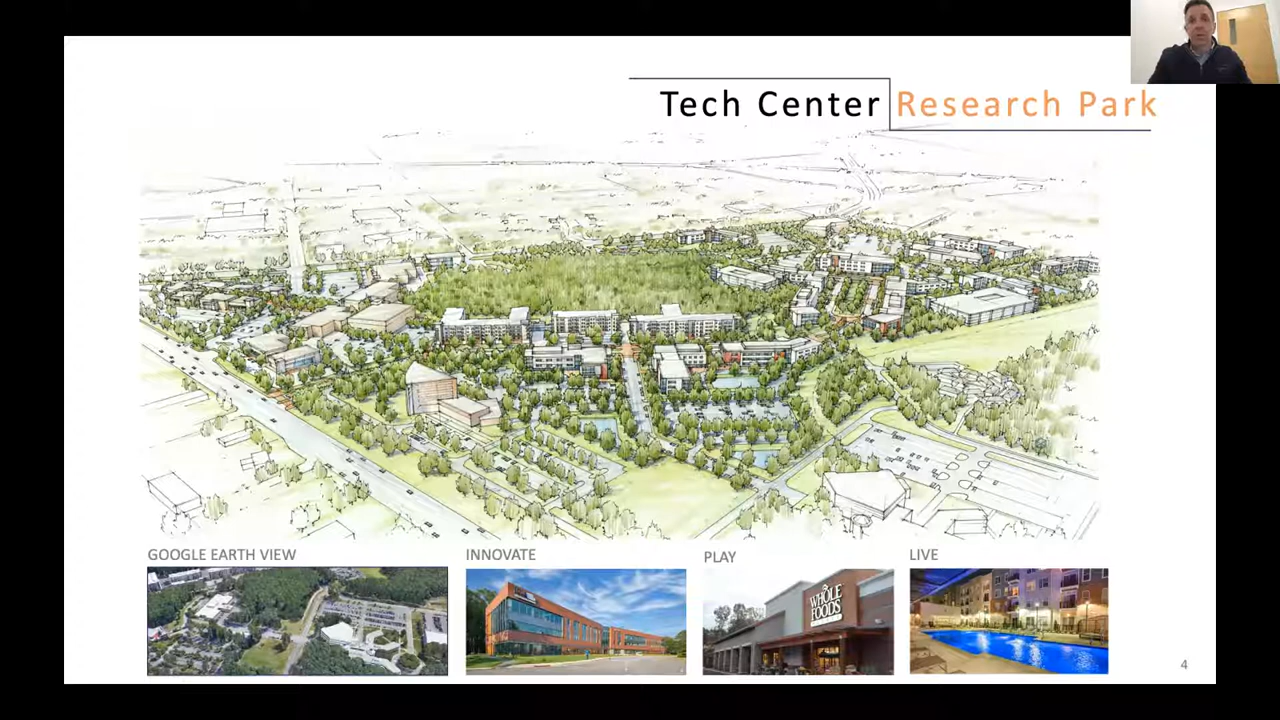 Tech Center Research Park
GOOGLE EARTH VIEW
INNOVATE
PLAY
LIVE
WHOLE
FOODS
4